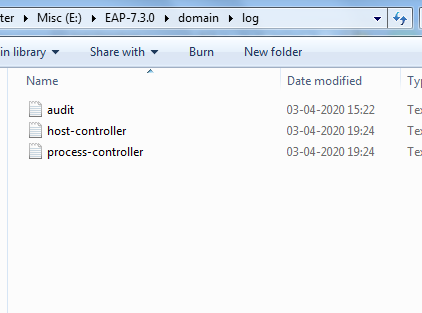 ter ▸ Misc (E:) ▸ EAP-7.3.0 ▸ domain ▸ log
in library Share with Burn New folder
Name Date modified Ty
audit 03-04-2020 15:22 Te
host-controller 03-04-2020 19:24 Te
process-controller 03-04-2020 19:24 Te